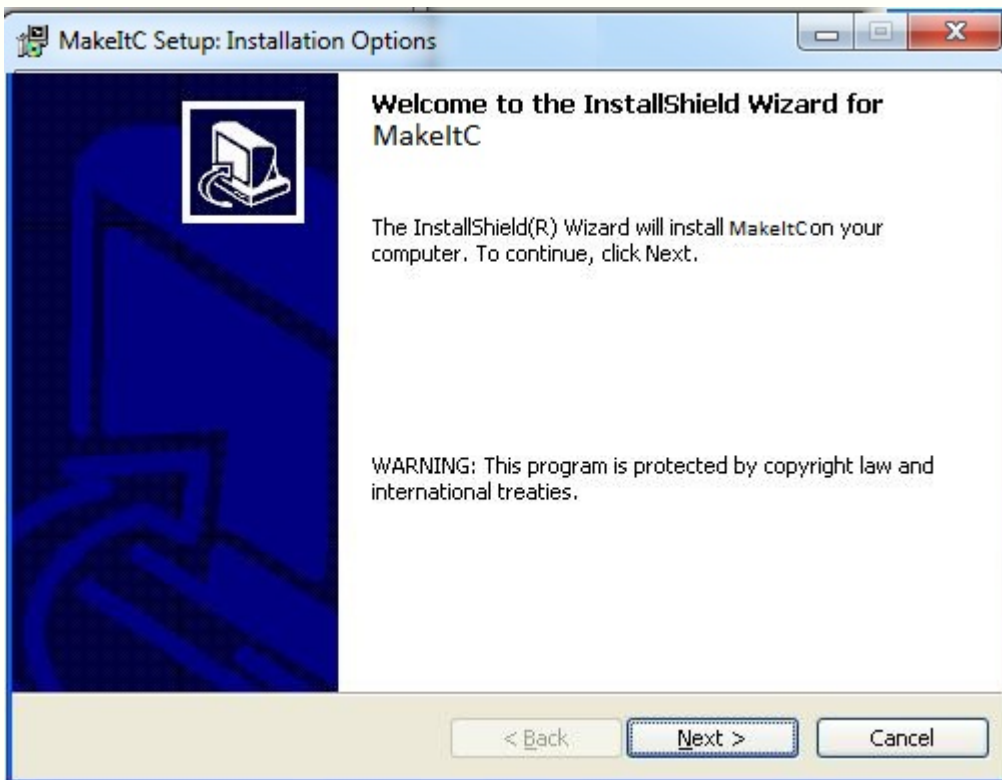 MakeItC Setup: Installation Options
Welcome to the InstallShield Wizard for
MakeItC
The InstallShield(R) Wizard will install MakeItC on your
computer. To continue, click Next.
WARNING: This program is protected by copyright law and
international treaties.
< Back
Next >
Cancel